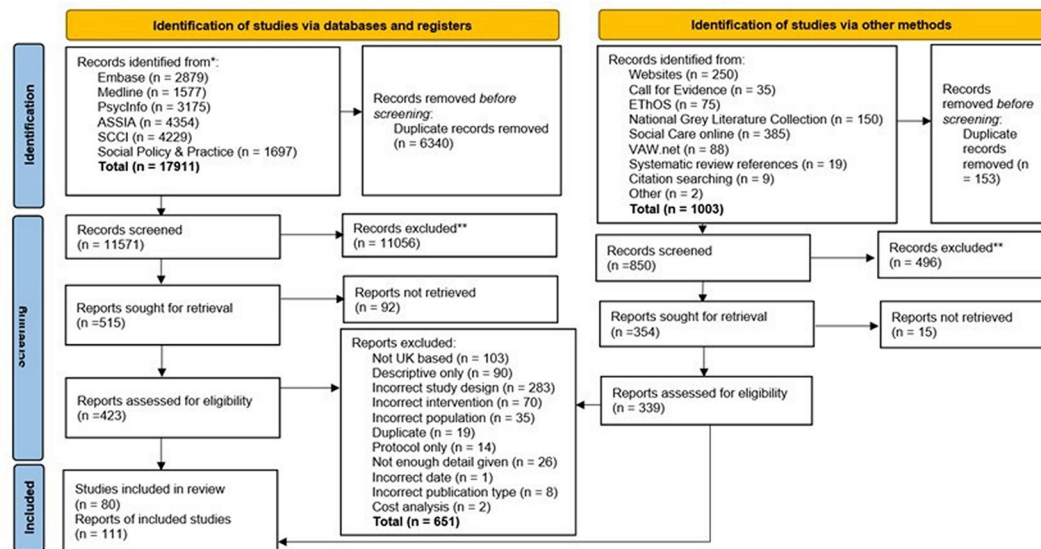 Identification of studies via databases and registers
Identification of studies via other methods
Identification
Records identified from*:
Embase (n = 2879)
Medline (n = 1577)
PsycInfo (n = 3175)
ASSIA (n = 4354)
SCCI (n = 4229)
Social Policy & Practice (n = 1697)
Total (n = 17911)
Records removed before
screening:
Duplicate records removed
(n = 6340)
Records identified from:
Websites (n = 250)
Call for Evidence (n = 35)
EThOS (n = 75)
National Grey Literature Collection (n = 150)
Social Care online (n = 385)
VAW.net (n = 88)
Systematic review references (n = 19)
Citation searching (n = 9)
Other (n = 2)
Total (n = 1003)
Records
removed before
screening:
Duplicate
records
removed (n
= 153)
Screening
Records screened
(n = 11571)
Records excluded**
(n = 11056)
Records screened
(n =850)
Records excluded**
(n = 496)
Reports sought for retrieval
(n =515)
Reports not retrieved
(n = 92)
Reports sought for retrieval
(n =354)
Reports not retrieved
(n = 15)
Reports assessed for eligibility
(n =423)
Reports excluded:
Not UK based (n = 103)
Descriptive only (n = 90)
Incorrect study design (n = 283)
Incorrect intervention (n = 70)
Incorrect population (n = 35)
Duplicate (n = 19)
Protocol only (n = 14)
Not enough detail given (n = 26)
Incorrect date (n = 1)
Incorrect publication type (n = 8)
Cost analysis (n = 2)
Total (n = 651)
Reports assessed for eligibility
(n = 339)
Included
Studies included in review
(n = 80)
Reports of included studies
(n = 111)